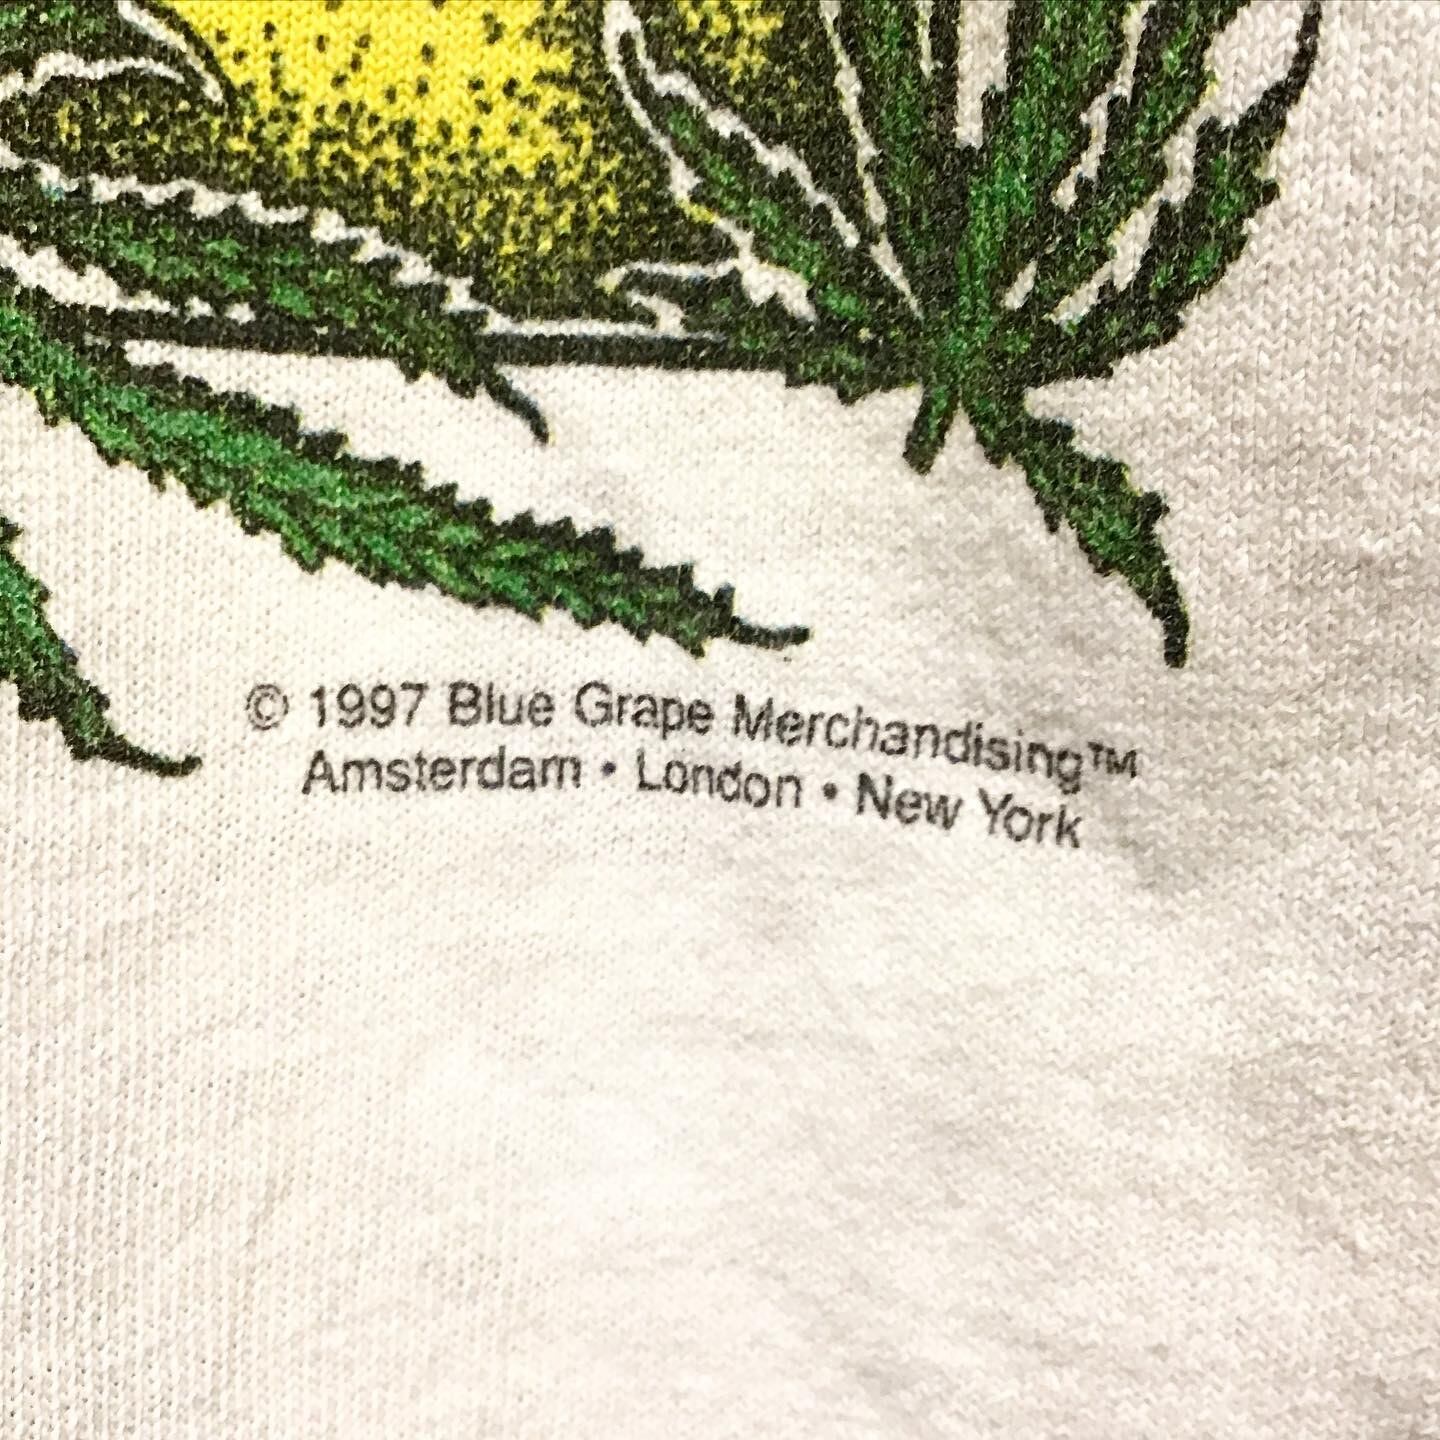 © 1997 Blue Grape Merchandising™
Amsterdam • London • New York